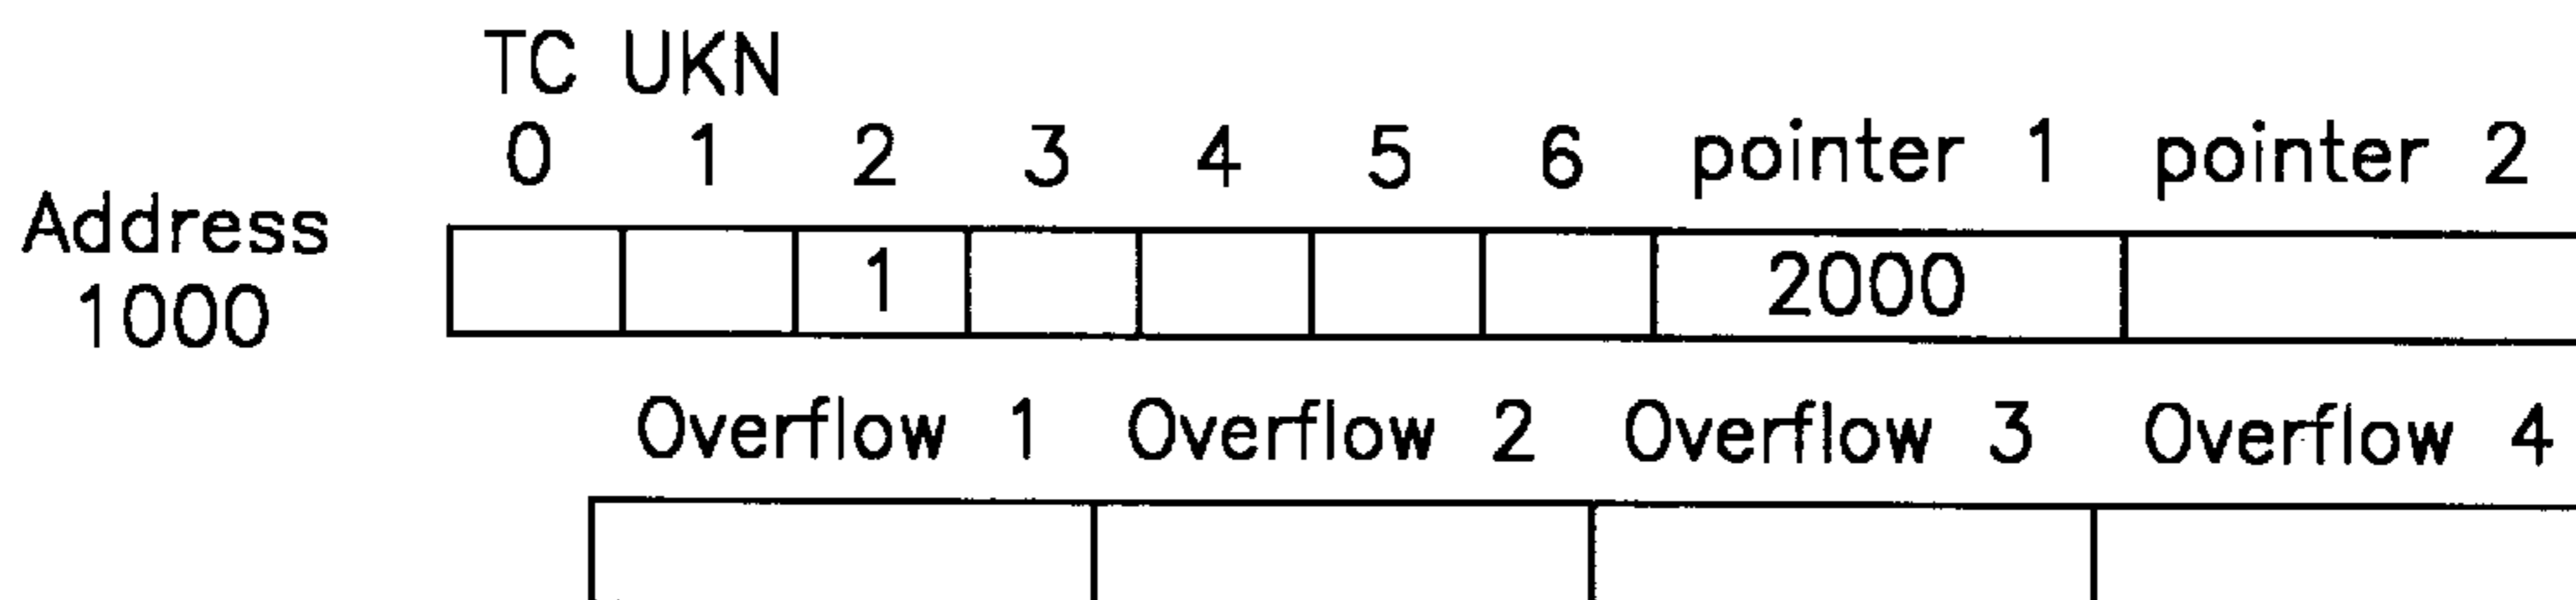 TC UKN
0 1 2 3 4 5 6 pointer 1 pointer 2
Address
1000
1 2000
Overflow 1 Overflow 2 Overflow 3 Overflow 4